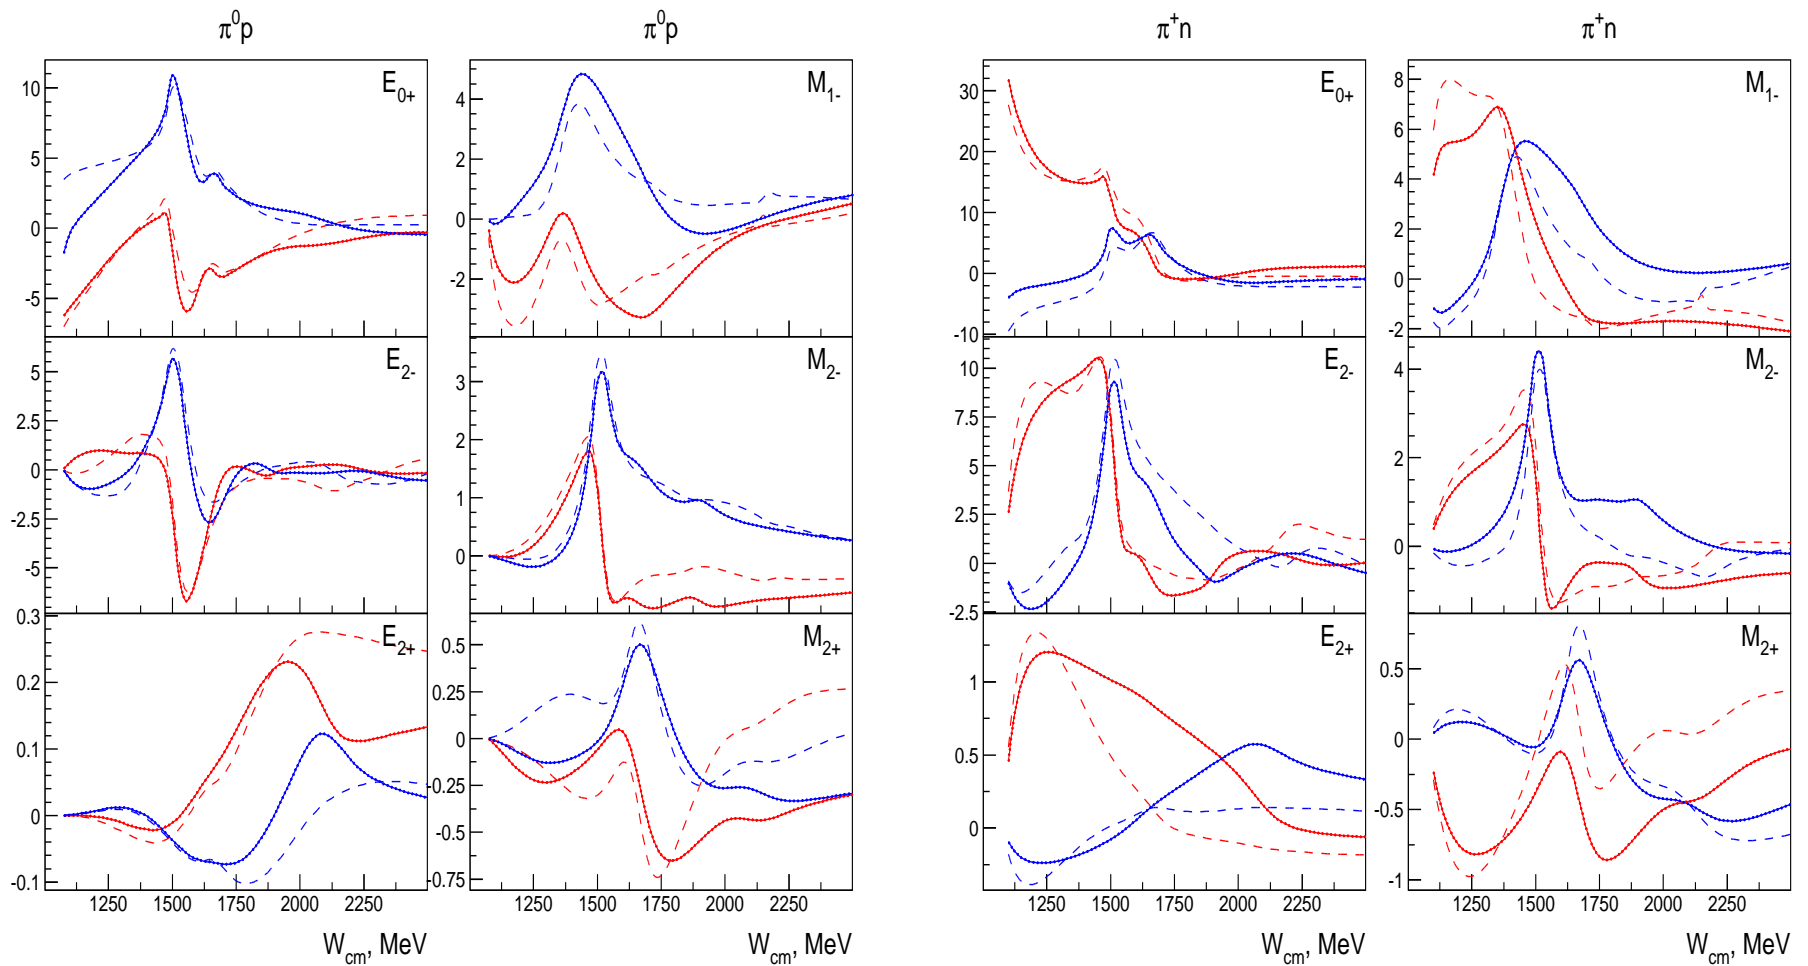 π⁰p π⁰p π⁺n π⁺n
E₀₊ M₁₋ E₀₊ M₁₋
10 5 0 -5
4 2 0 -2
30 20 10 0 -10
8 6 4 2 0 -2
E₂₋ M₂₋ E₂₋ M₂₋
5 2.5 0 -2.5 -5
3 2 1 0
10 7.5 5 2.5 0 -2.5
4 2 0
E₂₊ M₂₊ E₂₊ M₂₊
0.3 0.2 0.1 0 -0.1
0.5 0.25 0 -0.25 -0.5 -0.75
1 0.5 0
0.5 0 -0.5 -1
1250 1500 1750 2000 2250
1250 1500 1750 2000 2250
1250 1500 1750 2000 2250
1250 1500 1750 2000 2250
W_cm, MeV W_cm, MeV W_cm, MeV W_cm, MeV